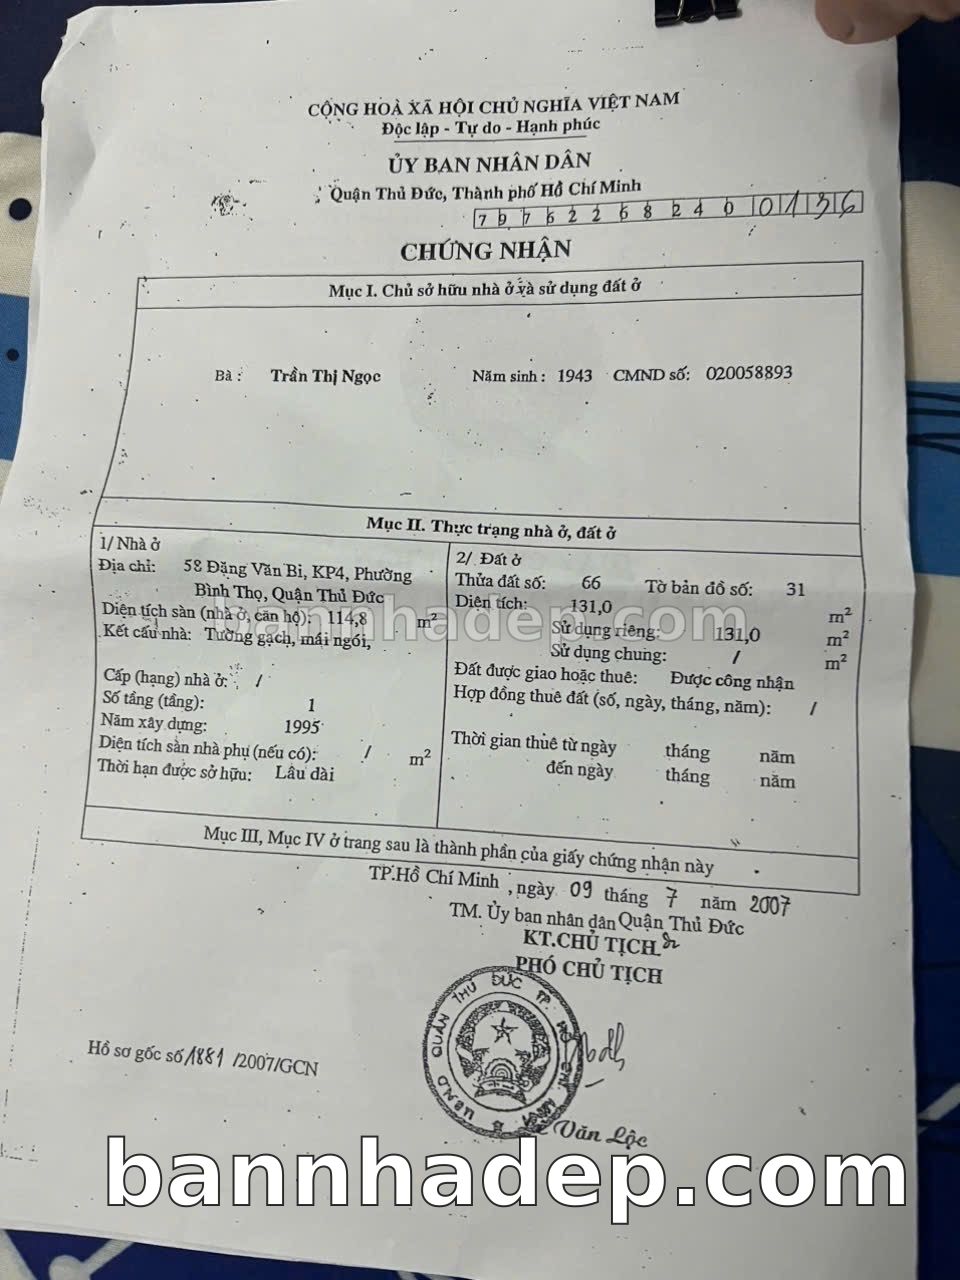 CỘNG HOÀ XÃ HỘI CHỦ NGHĨA VIỆT NAM
Độc lập - Tự do - Hạnh phúc
ỦY BAN NHÂN DÂN
Quận Thủ Đức, Thành phố Hồ Chí Minh
7 9 7 6 2 2 6 8 2 4 0 0 1 3 6
CHỨNG NHẬN
Mục I. Chủ sở hữu nhà ở và sử dụng đất ở
Bà : Trần Thị Ngọc Năm sinh : 1943 CMND số: 020058893
bannhadep.com
Mục II. Thực trạng nhà ở, đất ở
1/ Nhà ở
Địa chỉ: 58 Đặng Văn Bi, KP4, Phường
Bình Thọ, Quận Thủ Đức
Diện tích sàn (nhà ở, căn hộ): 114,8 m²
Kết cấu nhà: Tường gạch, mái ngói,
Cấp (hạng) nhà ở: /
Số tầng (tầng): 1
Năm xây dựng: 1995
Diện tích sàn nhà phụ (nếu có): / m²
Thời hạn được sở hữu: Lâu dài
2/ Đất ở
Thửa đất số: 66 Tờ bản đồ số: 31
Diện tích: 131,0 m²
Sử dụng riêng: 131,0 m²
Sử dụng chung: / m²
Đất được giao hoặc thuê: Được công nhận
Hợp đồng thuê đất (số, ngày, tháng, năm): /
Thời gian thuê từ ngày tháng năm
đến ngày tháng năm
bannhadep.com
Mục III, Mục IV ở trang sau là thành phần của giấy chứng nhận này
TP.Hồ Chí Minh , ngày 09 tháng 7 năm 2007
TM. Ủy ban nhân dân Quận Thủ Đức
KT.CHỦ TỊCH
PHÓ CHỦ TỊCH
U.B.N.D QUẬN THỦ ĐỨC TP. HỒ CHÍ MINH
Hồ sơ gốc số 1881 /2007/GCN
Văn Lộc
bannhadep.com